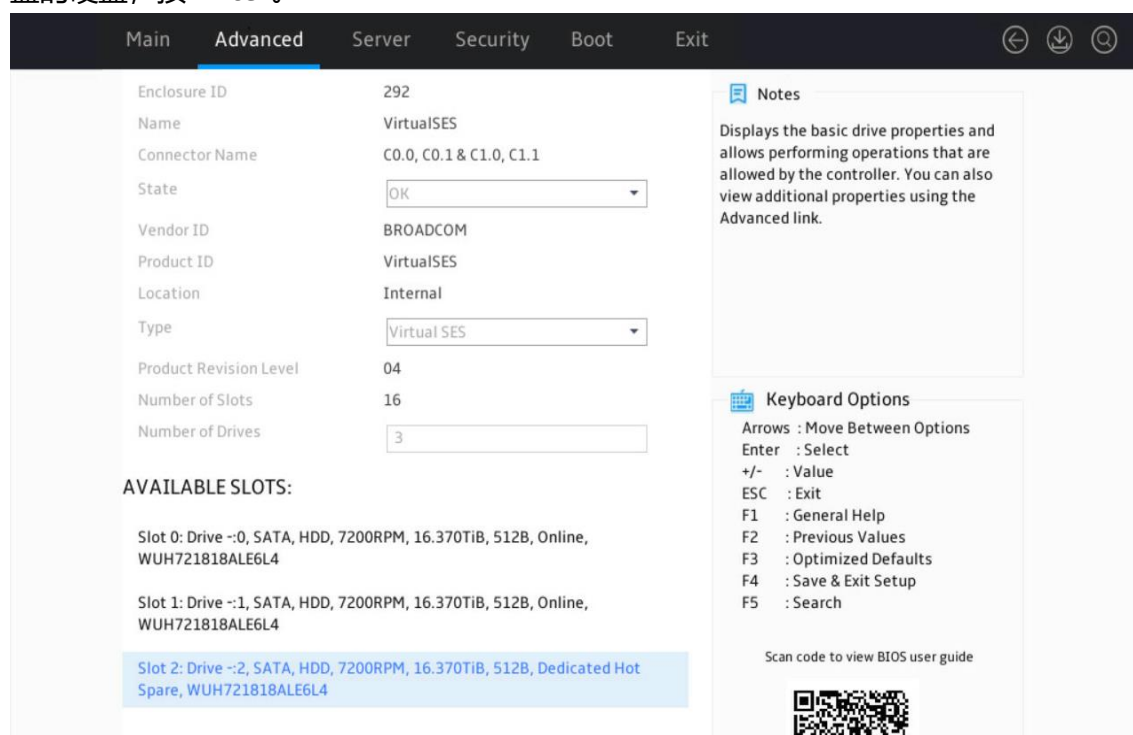 Main Advanced Server Security Boot Exit
Enclosure ID 292
Name VirtualSES
Connector Name C0.0, C0.1 & C1.0, C1.1
State OK
Vendor ID BROADCOM
Product ID VirtualSES
Location Internal
Type Virtual SES
Product Revision Level 04
Number of Slots 16
Number of Drives 3
AVAILABLE SLOTS:
Slot 0: Drive -:0, SATA, HDD, 7200RPM, 16.370TiB, 512B, Online,
WUH721818ALE6L4
Slot 1: Drive -:1, SATA, HDD, 7200RPM, 16.370TiB, 512B, Online,
WUH721818ALE6L4
Slot 2: Drive -:2, SATA, HDD, 7200RPM, 16.370TiB, 512B, Dedicated Hot
Spare, WUH721818ALE6L4
Notes
Displays the basic drive properties and
allows performing operations that are
allowed by the controller. You can also
view additional properties using the
Advanced link.
Keyboard Options
Arrows : Move Between Options
Enter : Select
+/- : Value
ESC : Exit
F1 : General Help
F2 : Previous Values
F3 : Optimized Defaults
F4 : Save & Exit Setup
F5 : Search
Scan code to view BIOS user guide